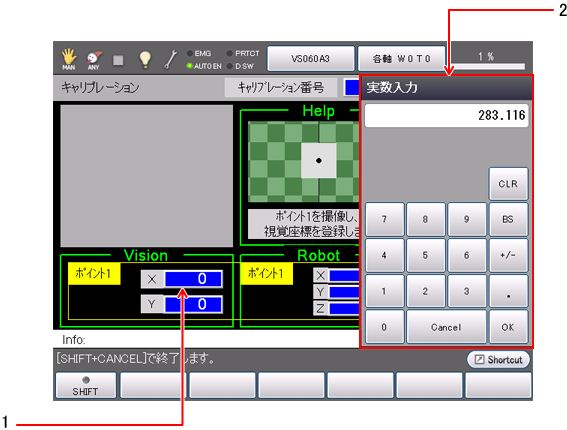 2
MAN
ANY
EMG
AUTO EN
PRTCT
D SW
VS060A3
各軸 W0T0
1 %
キャリブレーション
キャリブレーション番号
実数入力
283.116
Help
ポイント1を撮像し、
視覚座標を登録しま
CLR
7 8 9 BS
4 5 6 +/-
1 2 3 .
0 Cancel OK
Vision
ポイント1
X 0
Y 0
Robot
ポイント1
X
Y
Z
Info:
[SHIFT+CANCEL]で終了します。
Shortcut
SHIFT
1